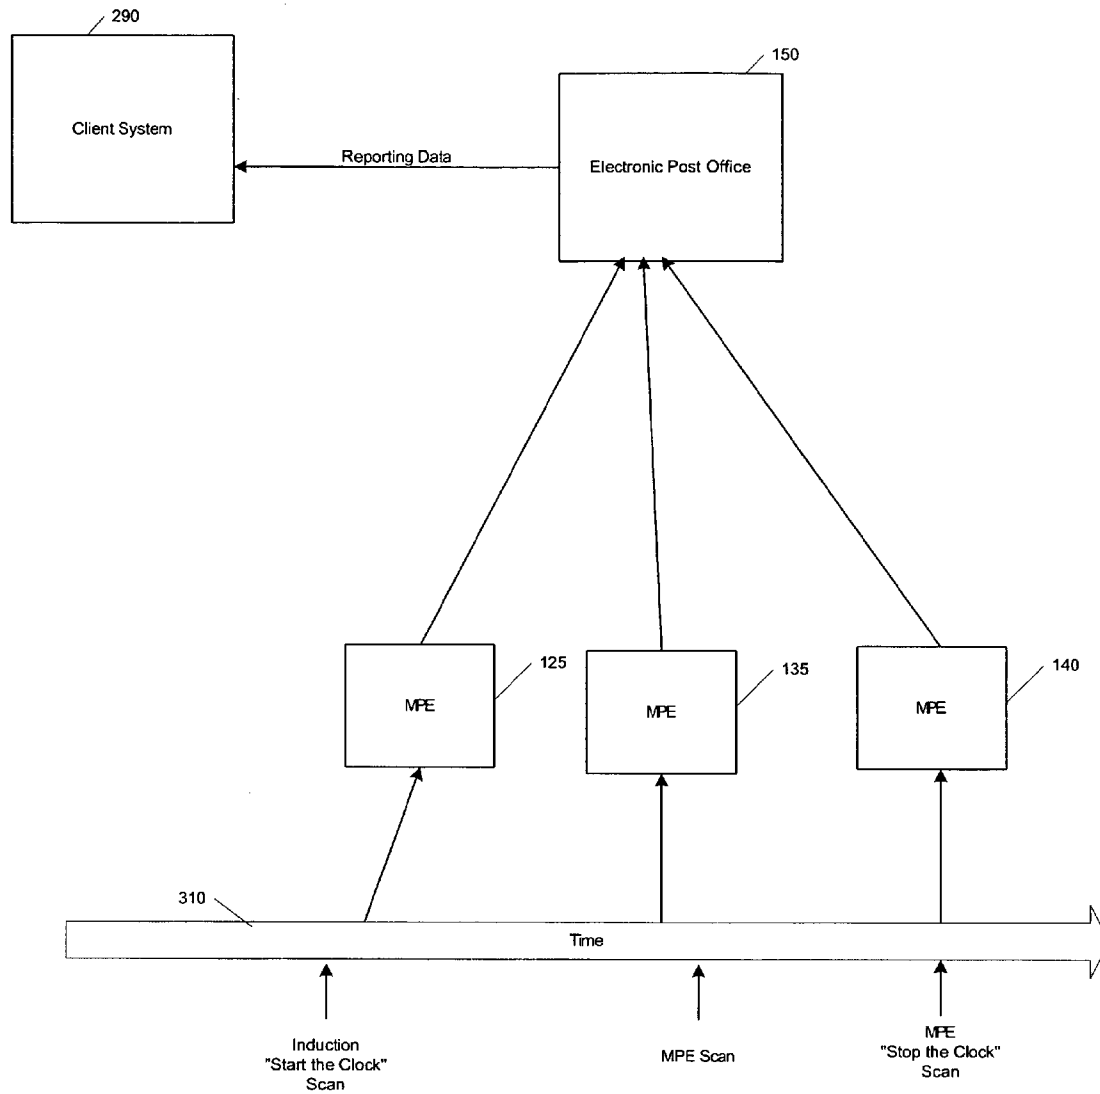 290
150
Client System
Reporting Data
Electronic Post Office
125
135
140
MPE
MPE
MPE
310
Time
Induction
"Start the Clock"
Scan
MPE Scan
MPE
"Stop the Clock"
Scan